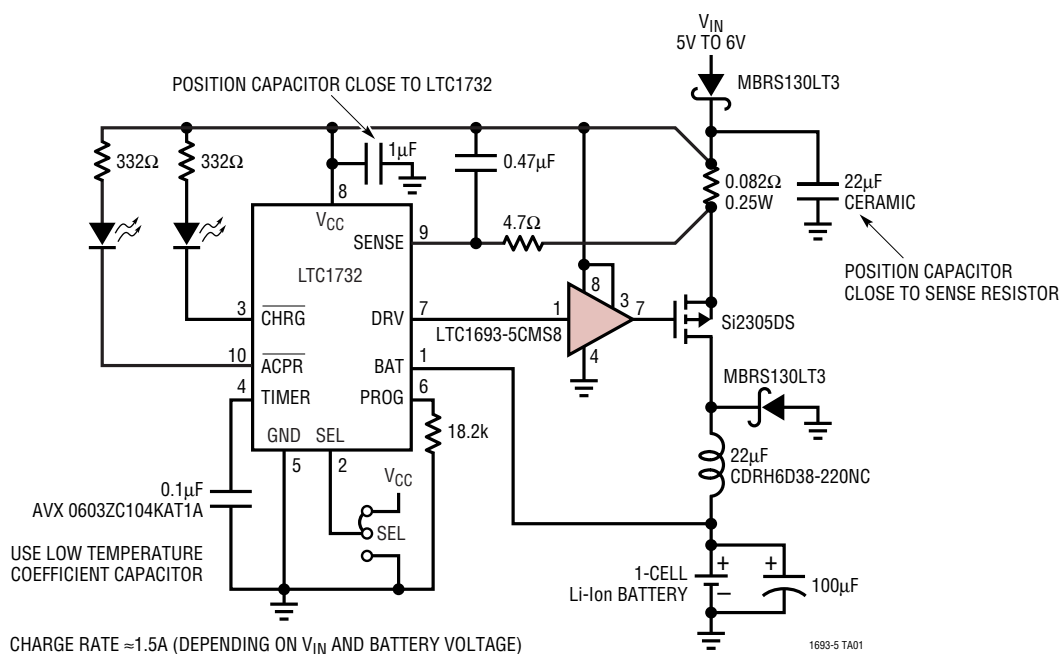 V_IN
5V TO 6V
MBRS130LT3
POSITION CAPACITOR CLOSE TO LTC1732
332Ω
332Ω
1μF
0.47μF
0.082Ω
0.25W
22μF
CERAMIC
8
V_CC
SENSE
9
4.7Ω
LTC1732
POSITION CAPACITOR
CLOSE TO SENSE RESISTOR
3
CHRG
DRV
7
1
8
3
7
LTC1693-5CMS8
4
Si2305DS
10
ACPR
BAT
1
4
TIMER
PROG
6
MBRS130LT3
GND
SEL
18.2k
5
2
22μF
CDRH6D38-220NC
0.1μF
AVX 0603ZC104KAT1A
V_CC
SEL
USE LOW TEMPERATURE
COEFFICIENT CAPACITOR
1-CELL
Li-Ion BATTERY
+
–
+
100μF
CHARGE RATE ≈1.5A (DEPENDING ON V_IN AND BATTERY VOLTAGE)
1693-5 TA01